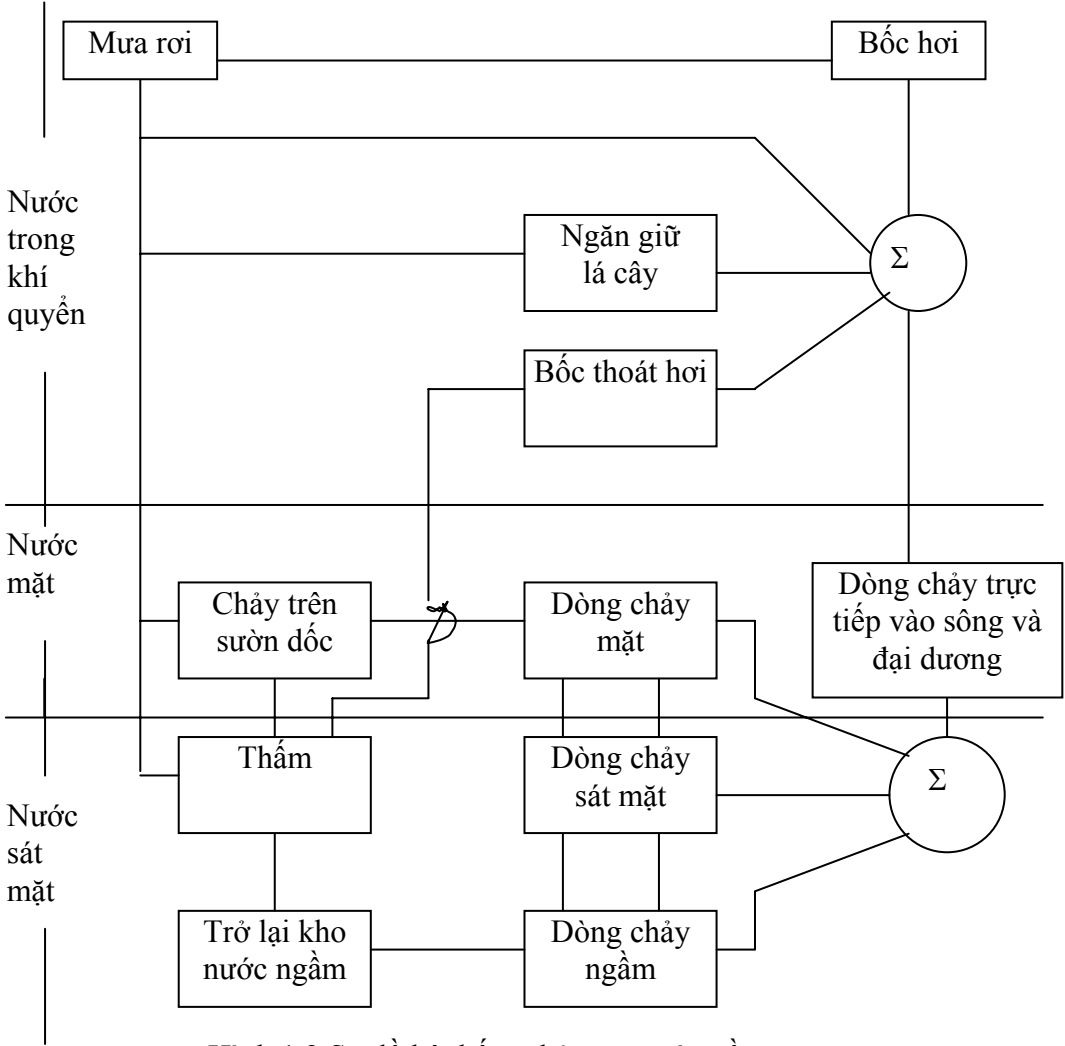 Mưa rơi
Bốc hơi
Nước
trong
khí
quyển
Ngăn giữ
lá cây
Σ
Bốc thoát hơi
Nước
mặt
Chảy trên
sườn dốc
Dòng chảy
mặt
Dòng chảy trực
tiếp vào sông và
đại dương
Nước
sát
mặt
Thấm
Dòng chảy
sát mặt
Σ
Trở lại kho
nước ngầm
Dòng chảy
ngầm